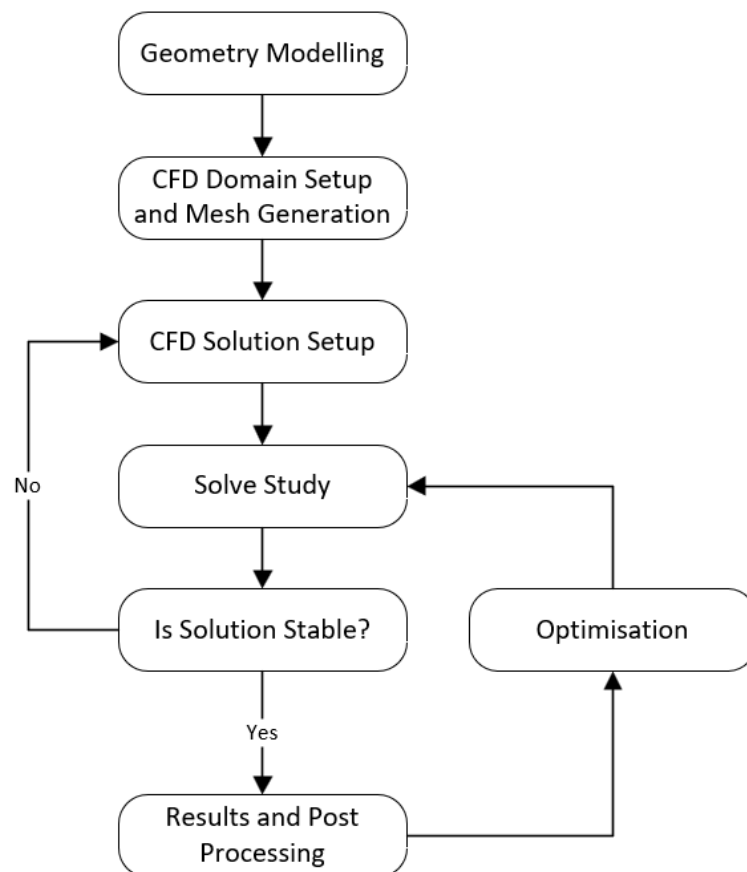 Geometry Modelling
CFD Domain Setup
and Mesh Generation
CFD Solution Setup
No
Solve Study
Is Solution Stable?
Optimisation
Yes
Results and Post
Processing